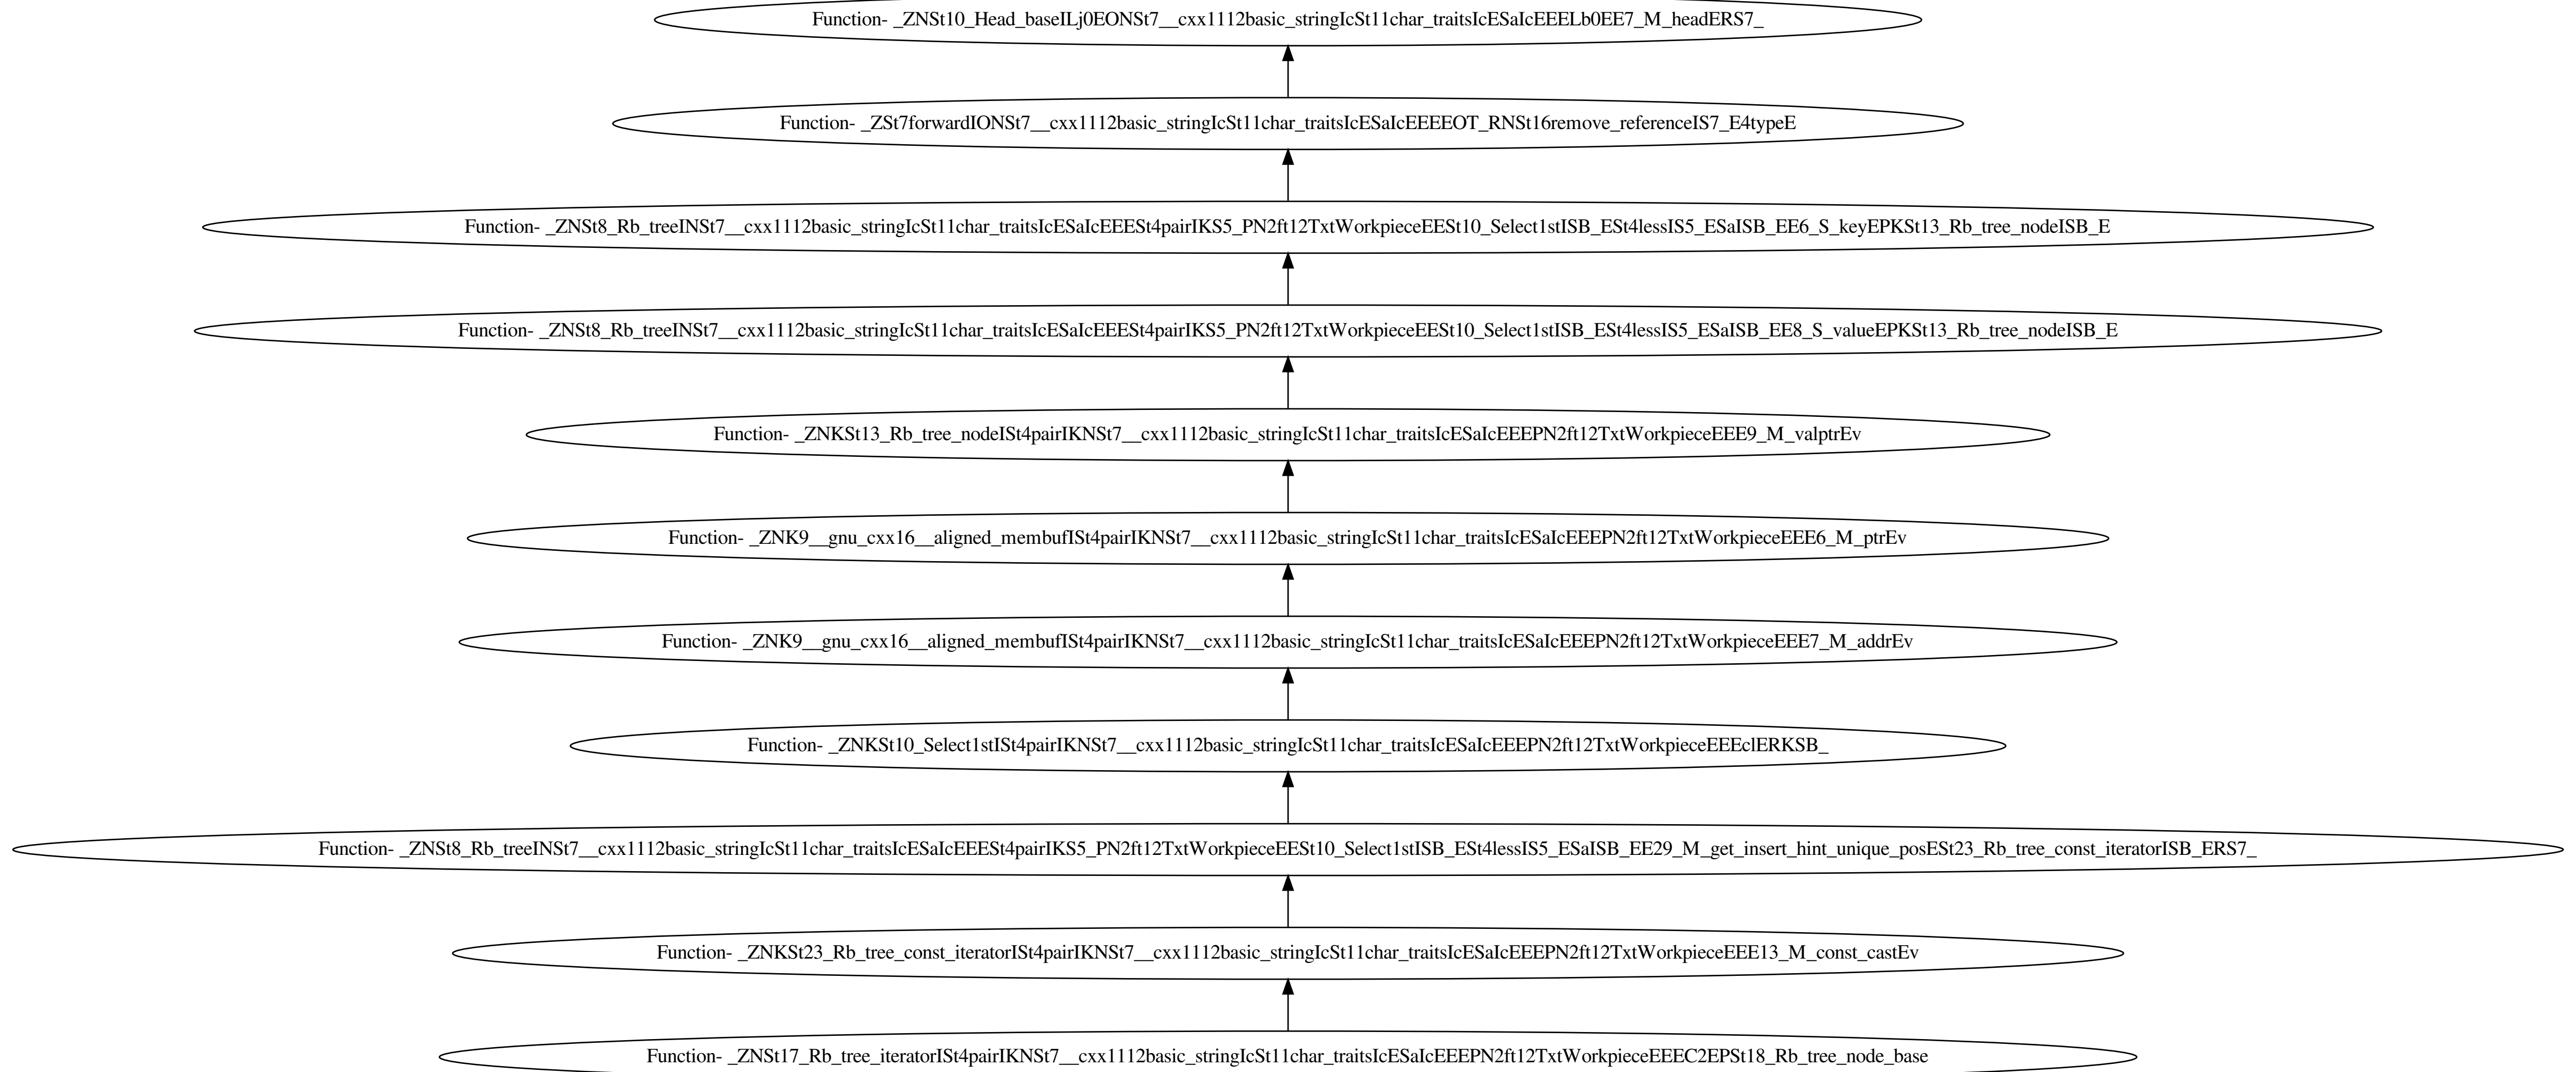 Function- _ZNSt10_Head_baseILj0EONSt7__cxx1112basic_stringIcSt11char_traitsIcESaIcEEELb0EE7_M_headERS7_
Function- _ZSt7forwardIONSt7__cxx1112basic_stringIcSt11char_traitsIcESaIcEEEEOT_RNSt16remove_referenceIS7_E4typeE
Function- _ZNSt8_Rb_treeINSt7__cxx1112basic_stringIcSt11char_traitsIcESaIcEEESt4pairIKS5_PN2ft12TxtWorkpieceEESt10_Select1stISB_ESt4lessIS5_ESaISB_EE6_S_keyEPKSt13_Rb_tree_nodeISB_E
Function- _ZNSt8_Rb_treeINSt7__cxx1112basic_stringIcSt11char_traitsIcESaIcEEESt4pairIKS5_PN2ft12TxtWorkpieceEESt10_Select1stISB_ESt4lessIS5_ESaISB_EE8_S_valueEPKSt13_Rb_tree_nodeISB_E
Function- _ZNKSt13_Rb_tree_nodeISt4pairIKNSt7__cxx1112basic_stringIcSt11char_traitsIcESaIcEEEPN2ft12TxtWorkpieceEEE9_M_valptrEv
Function- _ZNK9__gnu_cxx16__aligned_membufISt4pairIKNSt7__cxx1112basic_stringIcSt11char_traitsIcESaIcEEEPN2ft12TxtWorkpieceEEE6_M_ptrEv
Function- _ZNK9__gnu_cxx16__aligned_membufISt4pairIKNSt7__cxx1112basic_stringIcSt11char_traitsIcESaIcEEEPN2ft12TxtWorkpieceEEE7_M_addrEv
Function- _ZNKSt10_Select1stISt4pairIKNSt7__cxx1112basic_stringIcSt11char_traitsIcESaIcEEEPN2ft12TxtWorkpieceEEEclERKSB_
Function- _ZNSt8_Rb_treeINSt7__cxx1112basic_stringIcSt11char_traitsIcESaIcEEESt4pairIKS5_PN2ft12TxtWorkpieceEESt10_Select1stISB_ESt4lessIS5_ESaISB_EE29_M_get_insert_hint_unique_posESt23_Rb_tree_const_iteratorISB_ERS7_
Function- _ZNKSt23_Rb_tree_const_iteratorISt4pairIKNSt7__cxx1112basic_stringIcSt11char_traitsIcESaIcEEEPN2ft12TxtWorkpieceEEE13_M_const_castEv
Function- _ZNSt17_Rb_tree_iteratorISt4pairIKNSt7__cxx1112basic_stringIcSt11char_traitsIcESaIcEEEPN2ft12TxtWorkpieceEEEC2EPSt18_Rb_tree_node_base